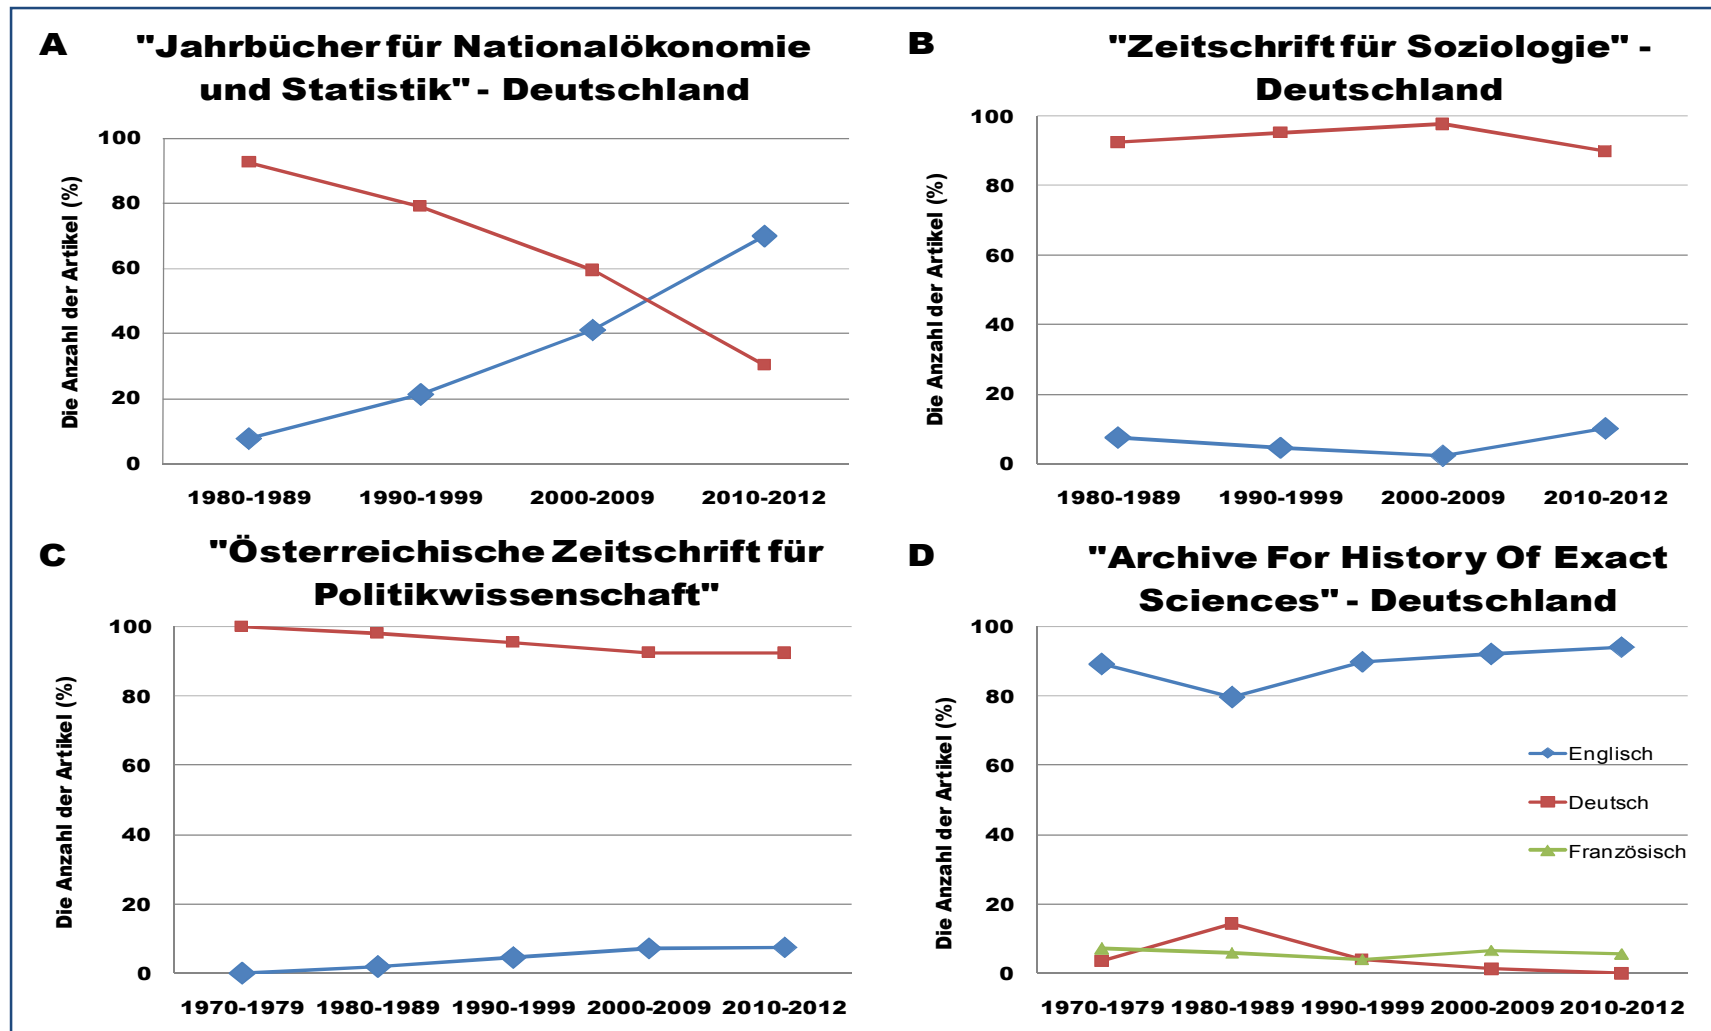 A
"Jahrbücher für Nationalökonomie
und Statistik" - Deutschland
Die Anzahl der Artikel (%)
100
80
60
40
20
0
1980-1989 1990-1999 2000-2009 2010-2012
B
"Zeitschrift für Soziologie" -
Deutschland
Die Anzahl der Artikel (%)
100
80
60
40
20
0
1980-1989 1990-1999 2000-2009 2010-2012
C
"Österreichische Zeitschrift für
Politikwissenschaft"
Die Anzahl der Artikel (%)
100
80
60
40
20
0
1970-1979 1980-1989 1990-1999 2000-2009 2010-2012
D
"Archive For History Of Exact
Sciences" - Deutschland
Die Anzahl der Artikel (%)
100
80
60
40
20
0
Englisch
Deutsch
Französisch
1970-1979 1980-1989 1990-1999 2000-2009 2010-2012